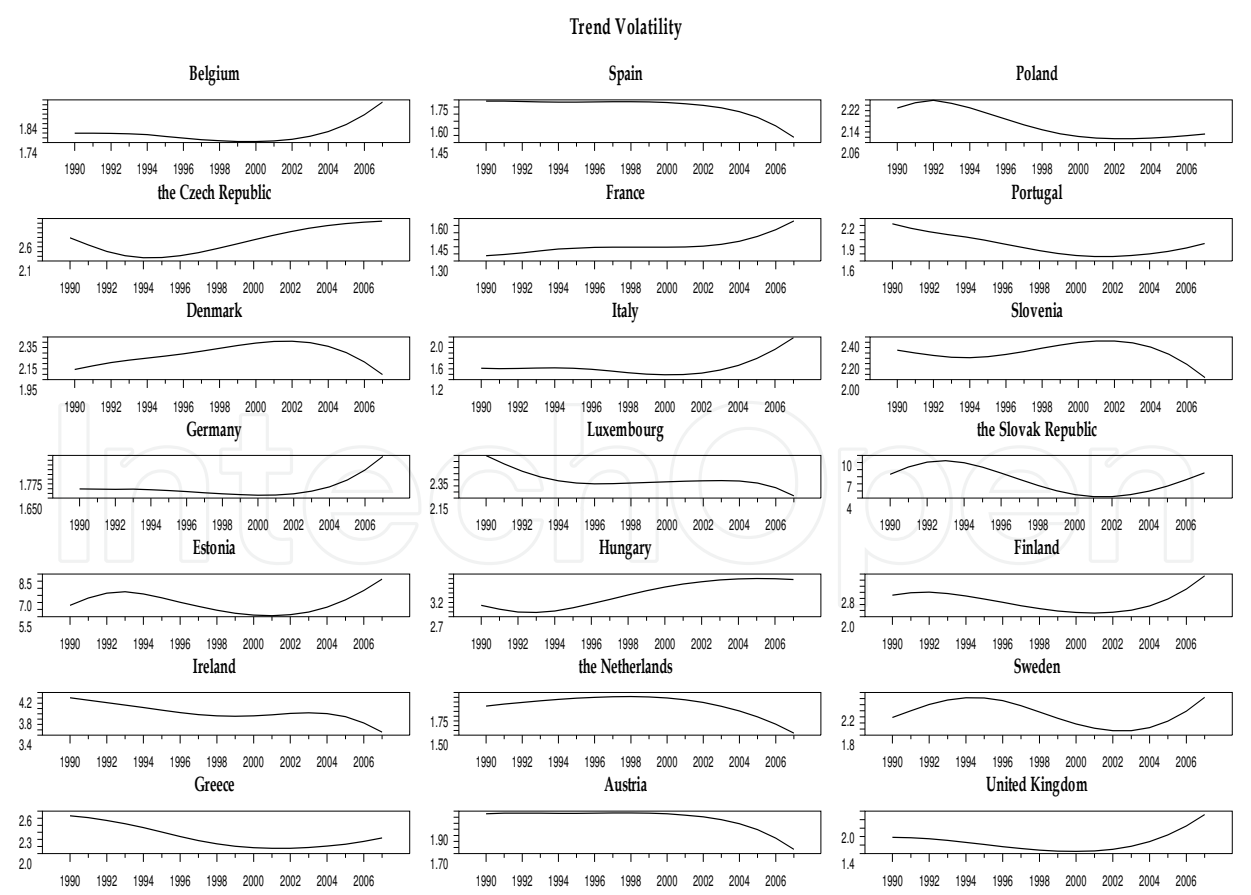 Trend Volatility
Belgium
1.84
1.74
1990 1992 1994 1996 1998 2000 2002 2004 2006
Spain
1.75
1.60
1.45
1990 1992 1994 1996 1998 2000 2002 2004 2006
Poland
2.22
2.14
2.06
1990 1992 1994 1996 1998 2000 2002 2004 2006
the Czech Republic
2.6
2.1
1990 1992 1994 1996 1998 2000 2002 2004 2006
France
1.60
1.45
1.30
1990 1992 1994 1996 1998 2000 2002 2004 2006
Portugal
2.2
1.9
1.6
1990 1992 1994 1996 1998 2000 2002 2004 2006
Denmark
2.35
2.15
1.95
1990 1992 1994 1996 1998 2000 2002 2004 2006
Italy
2.0
1.6
1.2
1990 1992 1994 1996 1998 2000 2002 2004 2006
Slovenia
2.40
2.20
2.00
1990 1992 1994 1996 1998 2000 2002 2004 2006
Germany
1.775
1.650
1990 1992 1994 1996 1998 2000 2002 2004 2006
Luxembourg
2.35
2.15
1990 1992 1994 1996 1998 2000 2002 2004 2006
the Slovak Republic
10
7
4
1990 1992 1994 1996 1998 2000 2002 2004 2006
Estonia
8.5
7.0
5.5
1990 1992 1994 1996 1998 2000 2002 2004 2006
Hungary
3.2
2.7
1990 1992 1994 1996 1998 2000 2002 2004 2006
Finland
2.8
2.0
1990 1992 1994 1996 1998 2000 2002 2004 2006
Ireland
4.2
3.8
3.4
1990 1992 1994 1996 1998 2000 2002 2004 2006
the Netherlands
1.75
1.50
1990 1992 1994 1996 1998 2000 2002 2004 2006
Sweden
2.2
1.8
1990 1992 1994 1996 1998 2000 2002 2004 2006
Greece
2.6
2.3
2.0
1990 1992 1994 1996 1998 2000 2002 2004 2006
Austria
1.90
1.70
1990 1992 1994 1996 1998 2000 2002 2004 2006
United Kingdom
2.0
1.4
1990 1992 1994 1996 1998 2000 2002 2004 2006
IntechOpen